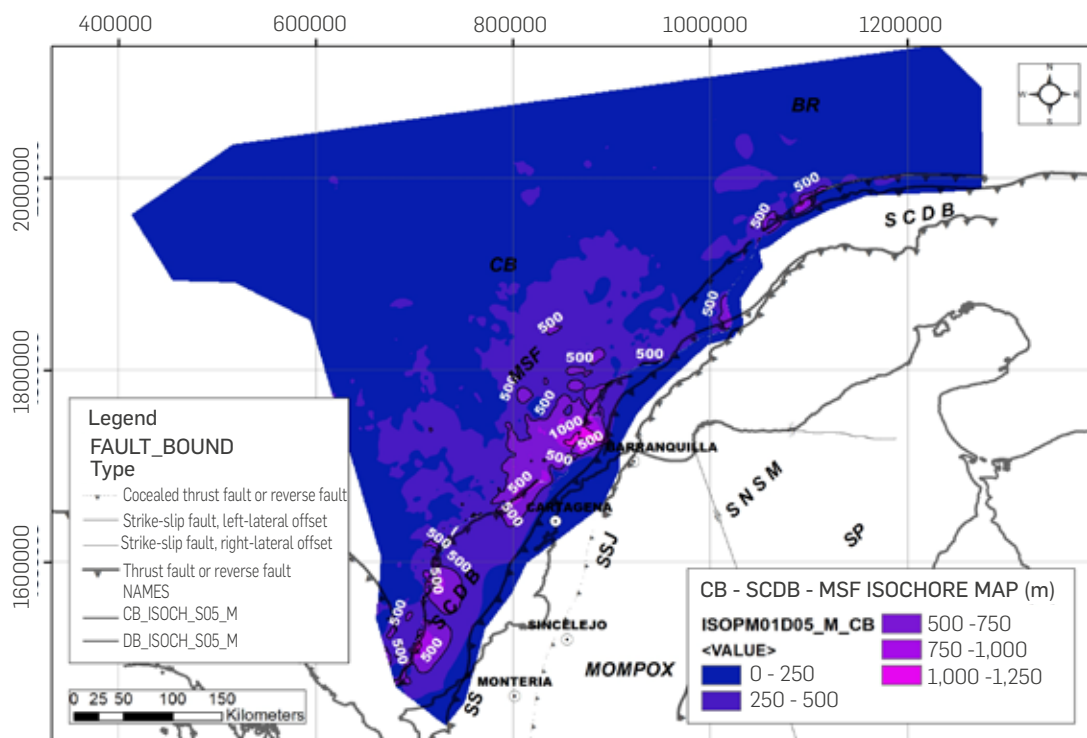 400000 600000 800000 1000000 1200000
N
W E
S
BR
2000000
500
500
SCDB
CB
500
500
500
500
MSF
500
1800000
500
1000
500
BARRANQUILLA
500
500
CARTAGENA
500
500
500
500
SCDB
500
500
500
SNSM
SSJ
SP
1600000
SINCELEJO
MOMPOX
MONTERIA
SS
Legend
FAULT_BOUND
Type
Cocealed thrust fault or reverse fault
Strike-slip fault, left-lateral offset
Strike-slip fault, right-lateral offset
Thrust fault or reverse fault
NAMES
CB_ISOCH_S05_M
DB_ISOCH_S05_M
0 25 50 100 150
Kilometers
CB - SCDB - MSF ISOCHORE MAP (m)
ISOPM01D05_M_CB
<VALUE>
0 - 250
250 - 500
500 -750
750 -1,000
1,000 -1,250